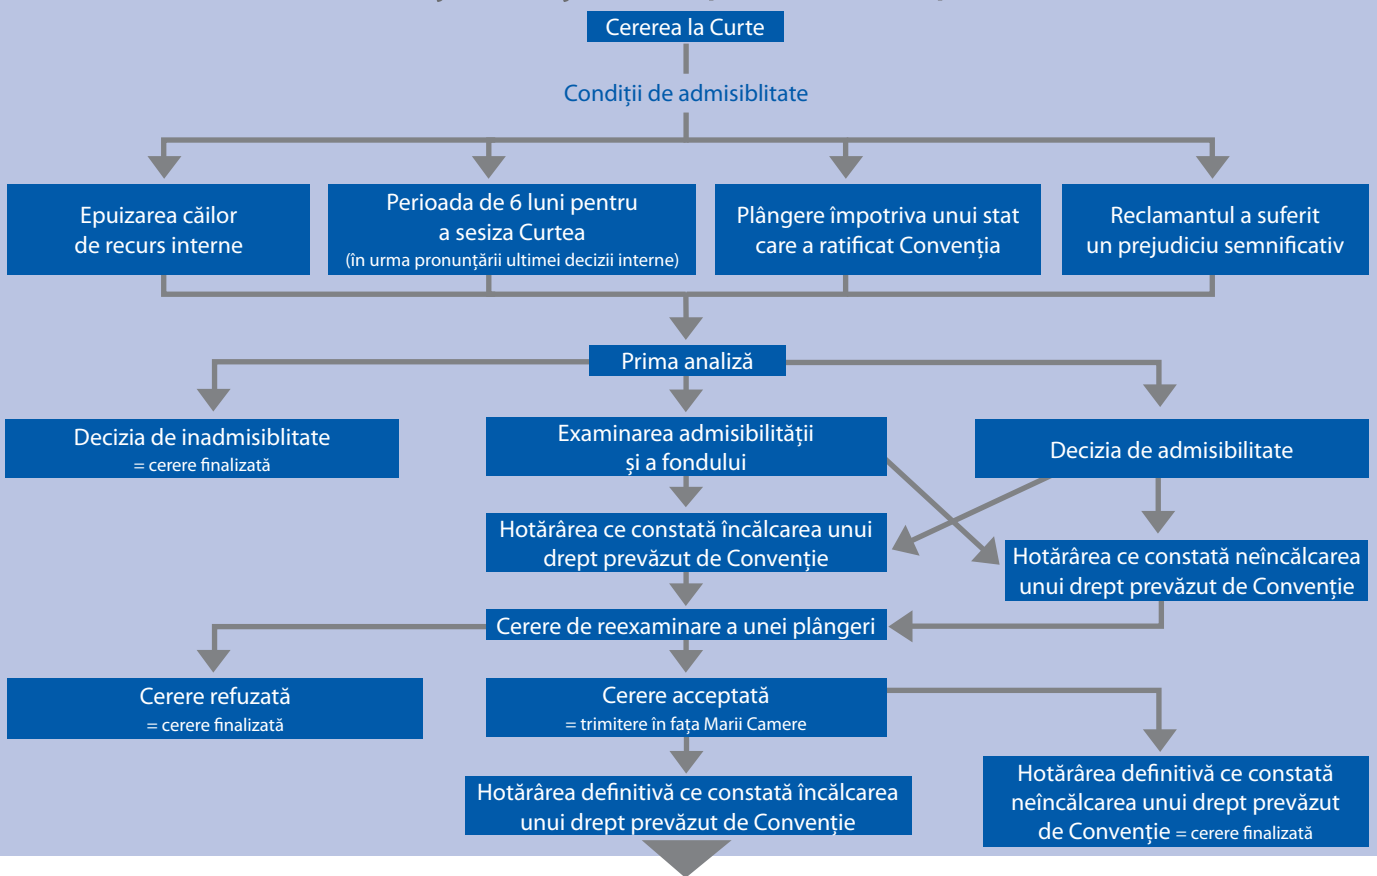 Cererea la Curte
Condiții de admisiblitate
Epuizarea căilor
de recurs interne
Perioada de 6 luni pentru
a sesiza Curtea
(în urma pronunțării ultimei decizii interne)
Plângere împotriva unui stat
care a ratificat Convenția
Reclamantul a suferit
un prejudiciu semnificativ
Prima analiză
Decizia de inadmisiblitate
= cerere finalizată
Examinarea admisibilității
și a fondului
Decizia de admisibilitate
Hotărârea ce constată încălcarea unui
drept prevăzut de Convenție
Hotărârea ce constată neîncălcarea
unui drept prevăzut de Convenție
Cerere de reexaminare a unei plângeri
Cerere refuzată
= cerere finalizată
Cerere acceptată
= trimitere în fața Marii Camere
Hotărârea definitivă ce constată încălcarea
unui drept prevăzut de Convenție
Hotărârea definitivă ce constată
neîncălcarea unui drept prevăzut
de Convenție = cerere finalizată